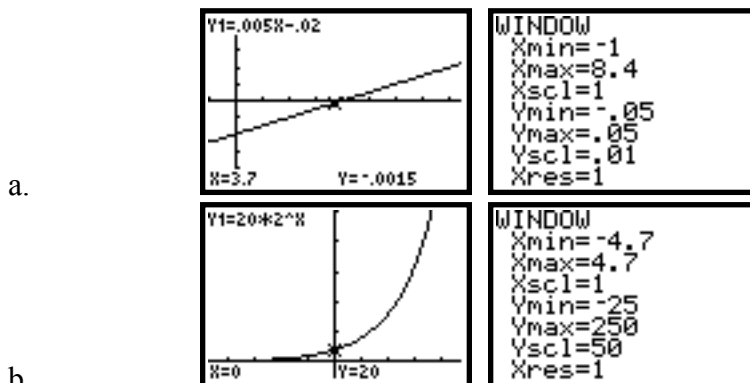 Y1=.005X-.02
X=3.7 Y=-.0015
WINDOW
Xmin=-1
Xmax=8.4
Xscl=1
Ymin=-.05
Ymax=.05
Yscl=.01
Xres=1
a.
Y1=20*2^X
X=0 Y=20
WINDOW
Xmin=-4.7
Xmax=4.7
Xscl=1
Ymin=-25
Ymax=250
Yscl=50
Xres=1
b